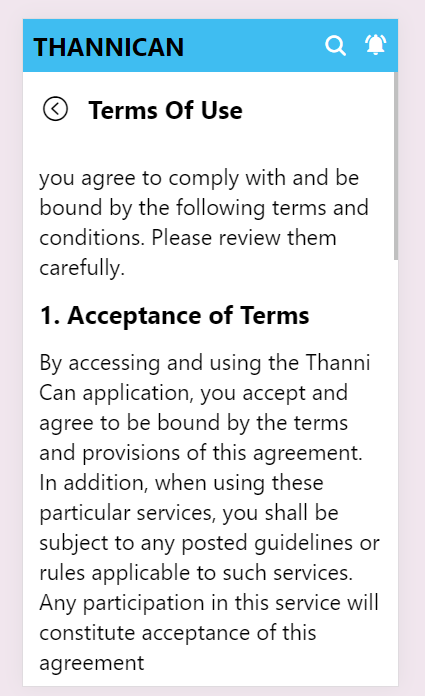 THANNICAN
Terms Of Use
you agree to comply with and be
bound by the following terms and
conditions. Please review them
carefully.
1. Acceptance of Terms
By accessing and using the Thanni
Can application, you accept and
agree to be bound by the terms
and provisions of this agreement.
In addition, when using these
particular services, you shall be
subject to any posted guidelines or
rules applicable to such services.
Any participation in this service will
constitute acceptance of this
agreement